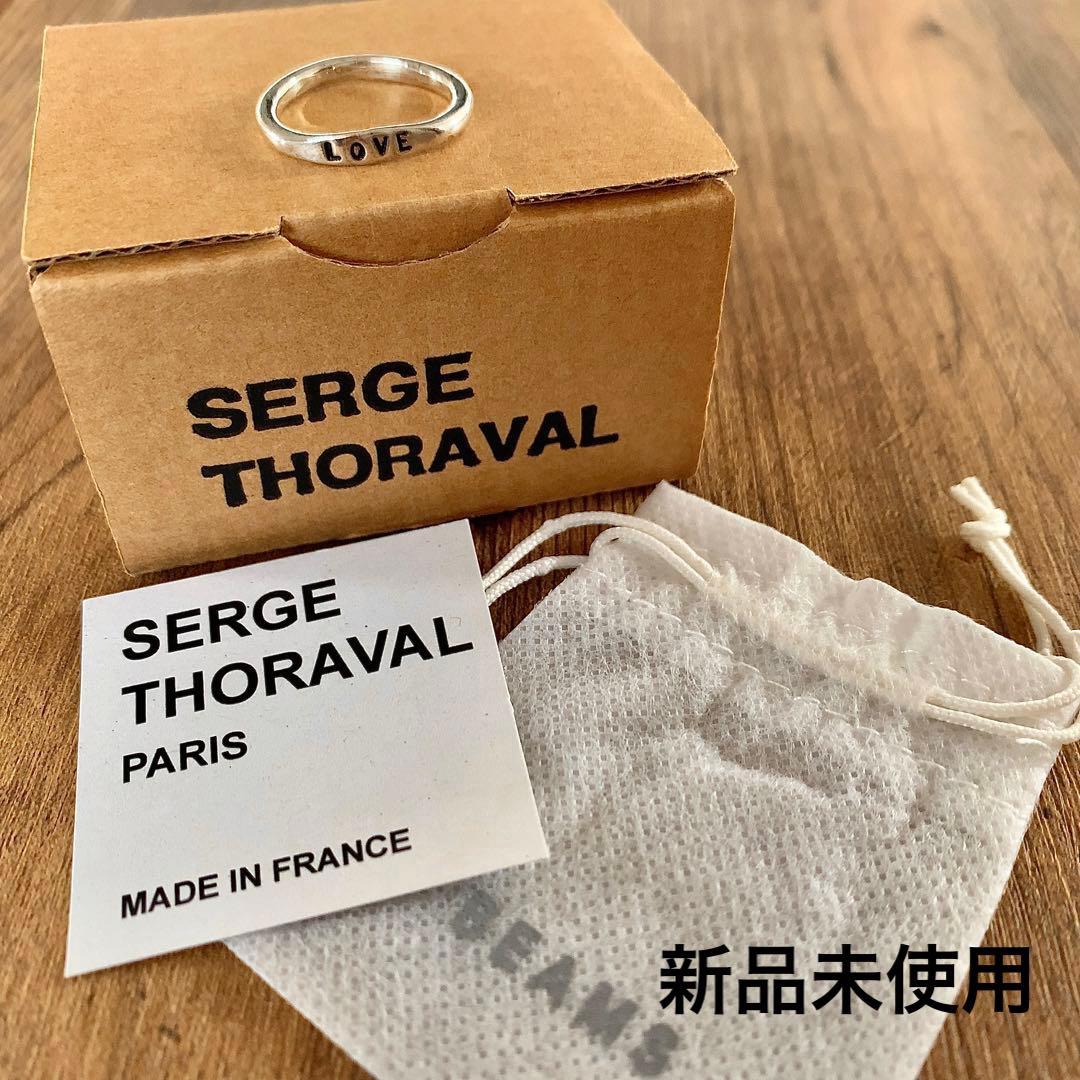 LOVE
SERGE
THORAVAL
SERGE
THORAVAL
PARIS
MADE IN FRANCE
BEAMS
新品未使用